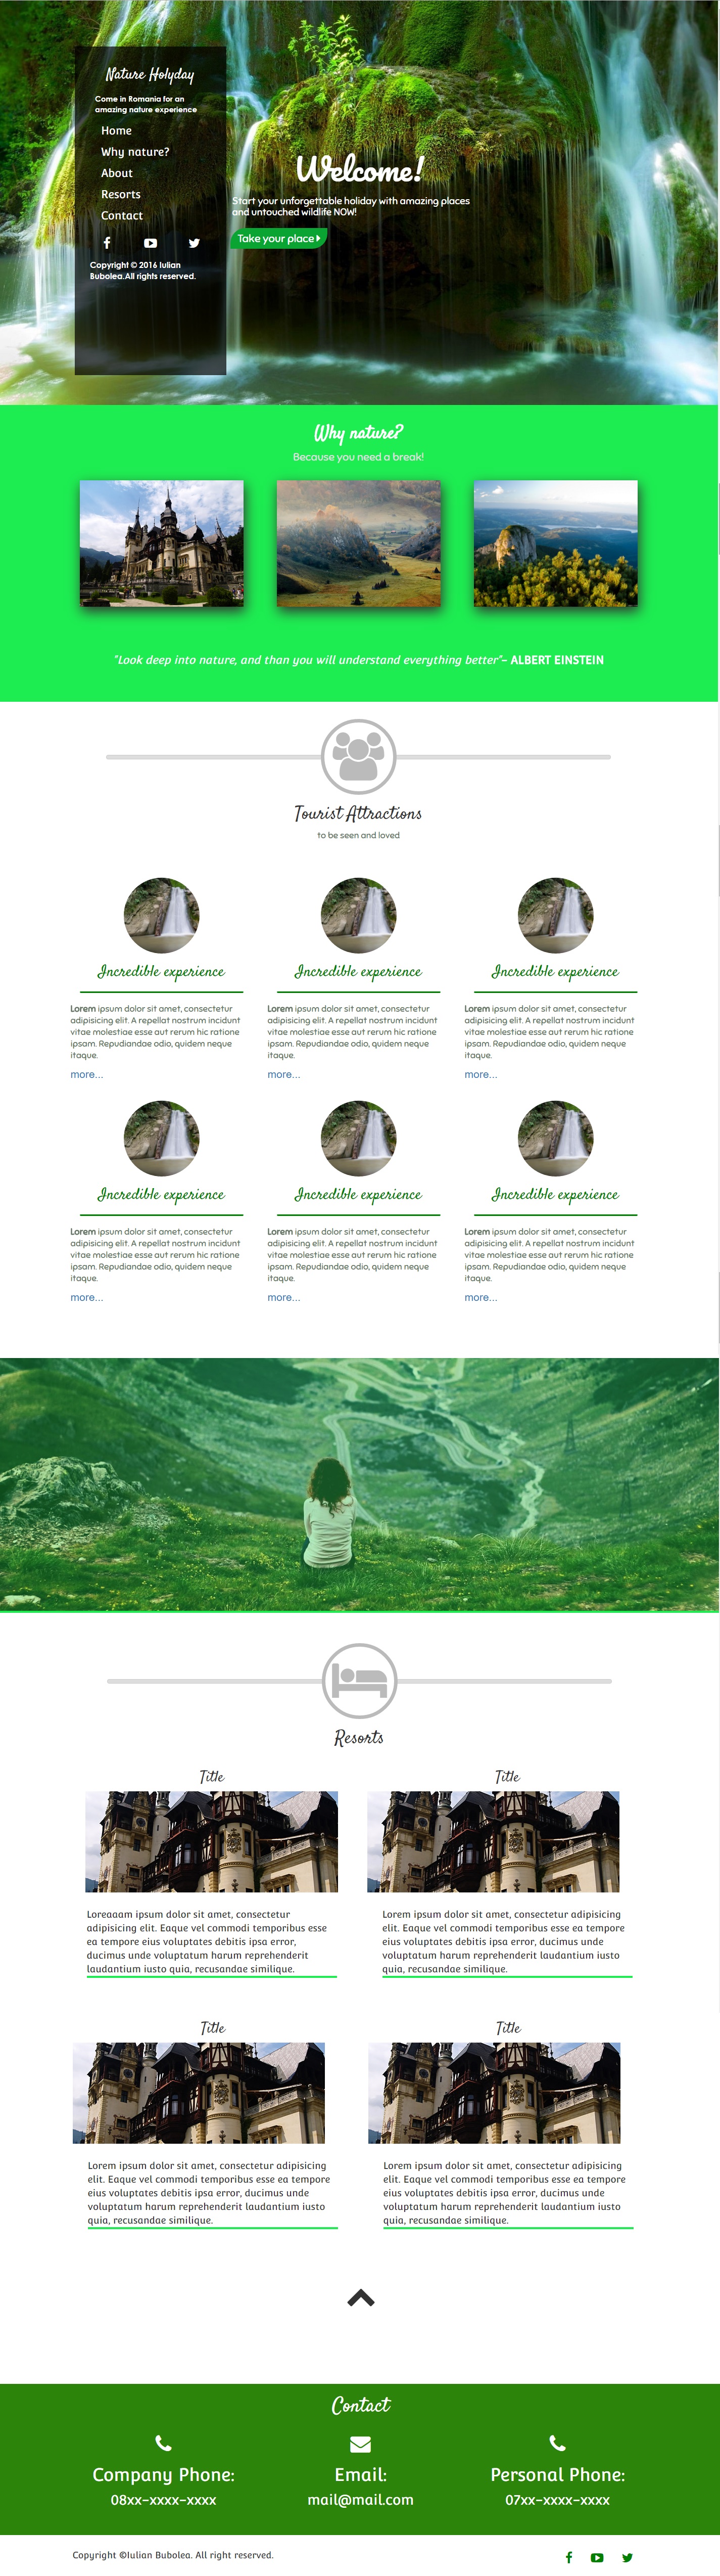 Nature Holyday
Come in Romania for an
amazing nature experience
Home
Why nature?
About
Resorts
Contact
Copyright © 2016 Iulian
Bubolea.All rights reserved.
Welcome!
Start your unforgettable holiday with amazing places
and untouched wildlife NOW!
Take your place
Why nature?
Because you need a break!
"Look deep into nature, and than you will understand everything better"- ALBERT EINSTEIN
Tourist Attractions
to be seen and loved
Incredible experience
Lorem ipsum dolor sit amet, consectetur
adipisicing elit. A repellat nostrum incidunt
vitae molestiae esse aut rerum hic ratione
ipsam. Repudiandae odio, quidem neque
itaque.
more...
Incredible experience
Lorem ipsum dolor sit amet, consectetur
adipisicing elit. A repellat nostrum incidunt
vitae molestiae esse aut rerum hic ratione
ipsam. Repudiandae odio, quidem neque
itaque.
more...
Incredible experience
Lorem ipsum dolor sit amet, consectetur
adipisicing elit. A repellat nostrum incidunt
vitae molestiae esse aut rerum hic ratione
ipsam. Repudiandae odio, quidem neque
itaque.
more...
Incredible experience
Lorem ipsum dolor sit amet, consectetur
adipisicing elit. A repellat nostrum incidunt
vitae molestiae esse aut rerum hic ratione
ipsam. Repudiandae odio, quidem neque
itaque.
more...
Incredible experience
Lorem ipsum dolor sit amet, consectetur
adipisicing elit. A repellat nostrum incidunt
vitae molestiae esse aut rerum hic ratione
ipsam. Repudiandae odio, quidem neque
itaque.
more...
Incredible experience
Lorem ipsum dolor sit amet, consectetur
adipisicing elit. A repellat nostrum incidunt
vitae molestiae esse aut rerum hic ratione
ipsam. Repudiandae odio, quidem neque
itaque.
more...
Resorts
Title
Loreaaam ipsum dolor sit amet, consectetur
adipisicing elit. Eaque vel commodi temporibus esse
ea tempore eius voluptates debitis ipsa error,
ducimus unde voluptatum harum reprehenderit
laudantium iusto quia, recusandae similique.
Title
Lorem ipsum dolor sit amet, consectetur adipisicing
elit. Eaque vel commodi temporibus esse ea tempore
eius voluptates debitis ipsa error, ducimus unde
voluptatum harum reprehenderit laudantium iusto
quia, recusandae similique.
Title
Lorem ipsum dolor sit amet, consectetur adipisicing
elit. Eaque vel commodi temporibus esse ea tempore
eius voluptates debitis ipsa error, ducimus unde
voluptatum harum reprehenderit laudantium iusto
quia, recusandae similique.
Title
Lorem ipsum dolor sit amet, consectetur adipisicing
elit. Eaque vel commodi temporibus esse ea tempore
eius voluptates debitis ipsa error, ducimus unde
voluptatum harum reprehenderit laudantium iusto
quia, recusandae similique.
Contact
Company Phone:
08xx-xxxx-xxxx
Email:
mail@mail.com
Personal Phone:
07xx-xxxx-xxxx
Copyright ©Iulian Bubolea. All right reserved.